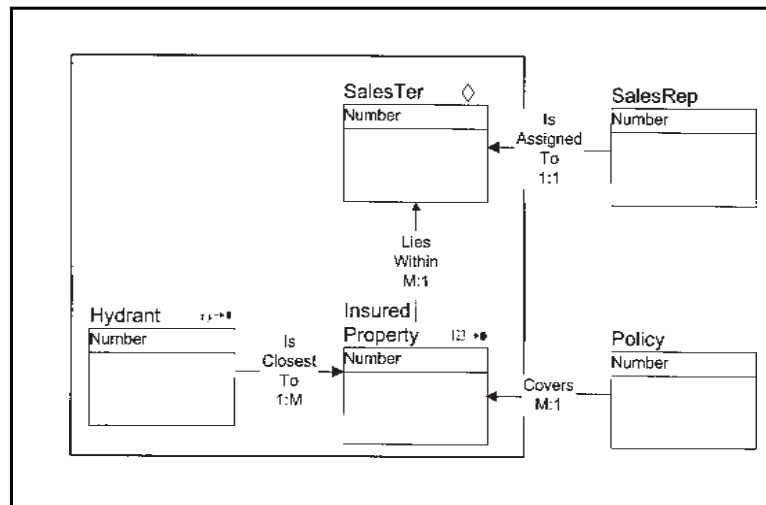 SalesTer
Number
SalesRep
Number
Is
Assigned
To
1:1
Lies
Within
M:1
Hydrant
Number
Is
Closest
To
1:M
Insured
Property
Number
Policy
Number
Covers
M:1